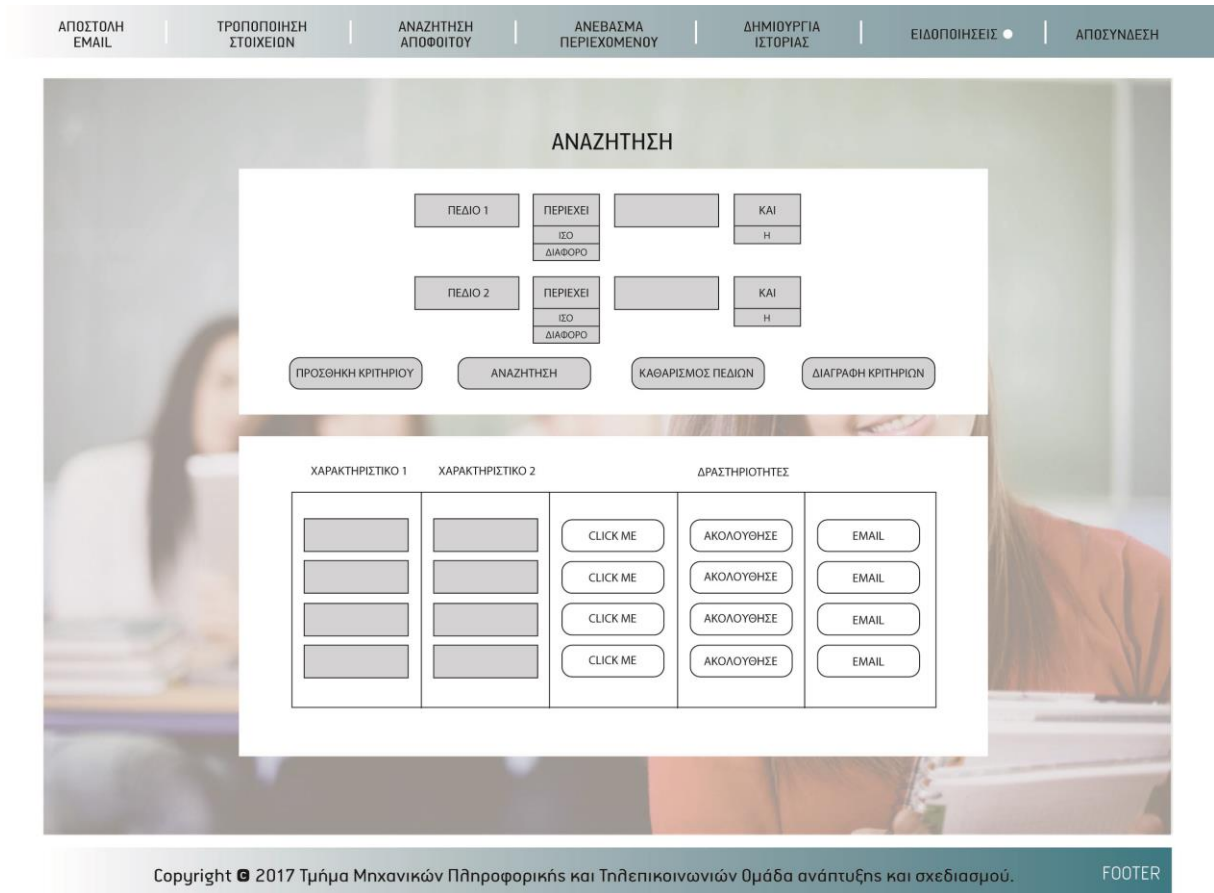 ΑΠΟΣΤΟΛΗ
EMAIL
ΤΡΟΠΟΠΟΙΗΣΗ
ΣΤΟΙΧΕΙΩΝ
ΑΝΑΖΗΤΗΣΗ
ΑΠΟΦΟΙΤΟΥ
ΑΝΕΒΑΣΜΑ
ΠΕΡΙΕΧΟΜΕΝΟΥ
ΔΗΜΙΟΥΡΓΙΑ
ΙΣΤΟΡΙΑΣ
ΕΙΔΟΠΟΙΗΣΕΙΣ
ΑΠΟΣΥΝΔΕΣΗ
ΑΝΑΖΗΤΗΣΗ
ΠΕΔΙΟ 1 ΠΕΡΙΕΧΕΙ ΚΑΙ
ΙΣΟ Η
ΔΙΑΦΟΡΟ
ΠΕΔΙΟ 2 ΠΕΡΙΕΧΕΙ ΚΑΙ
ΙΣΟ Η
ΔΙΑΦΟΡΟ
ΠΡΟΣΘΗΚΗ ΚΡΙΤΗΡΙΟΥ ΑΝΑΖΗΤΗΣΗ ΚΑΘΑΡΙΣΜΟΣ ΠΕΔΙΩΝ ΔΙΑΓΡΑΦΗ ΚΡΙΤΗΡΙΩΝ
ΧΑΡΑΚΤΗΡΙΣΤΙΚΟ 1 ΧΑΡΑΚΤΗΡΙΣΤΙΚΟ 2 ΔΡΑΣΤΗΡΙΟΤΗΤΕΣ
CLICK ME ΑΚΟΛΟΥΘΗΣΕ EMAIL
CLICK ME ΑΚΟΛΟΥΘΗΣΕ EMAIL
CLICK ME ΑΚΟΛΟΥΘΗΣΕ EMAIL
CLICK ME ΑΚΟΛΟΥΘΗΣΕ EMAIL
Copyright © 2017 Τμήμα Μηχανικών Πληροφορικής και Τηλεπικοινωνιών Ομάδα ανάπτυξης και σχεδιασμού. FOOTER